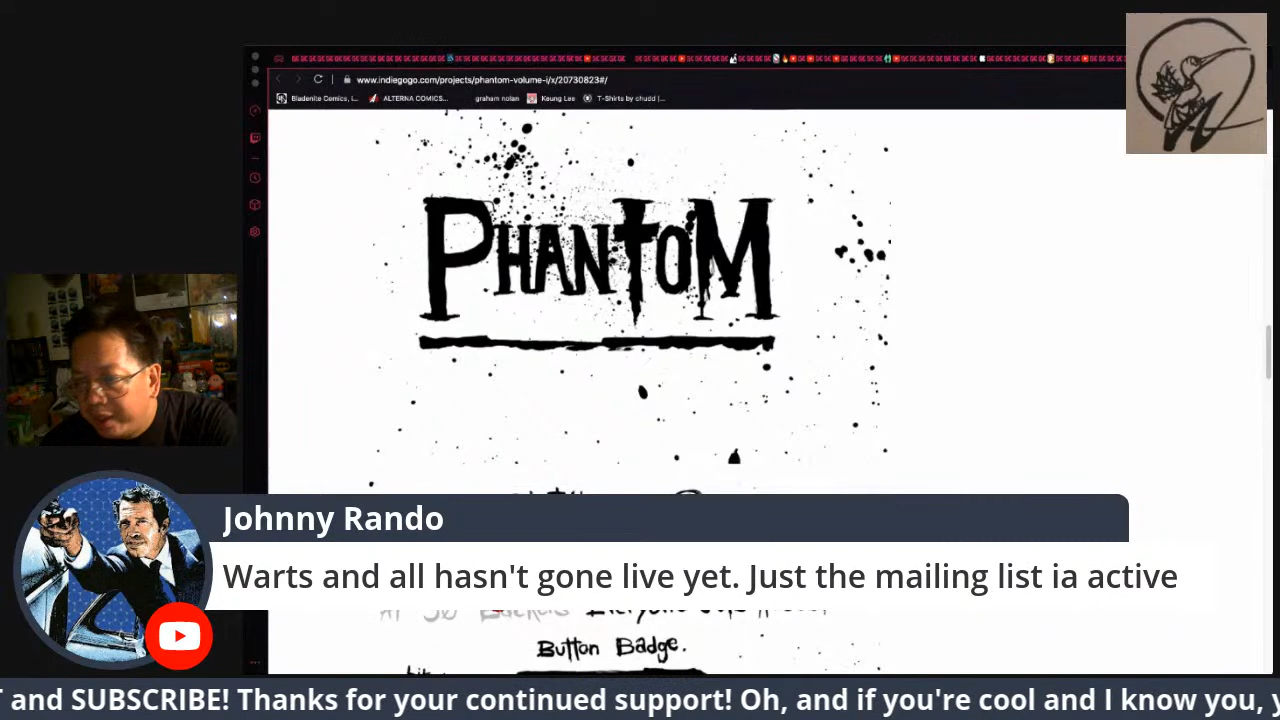 www.indiegogo.com/projects/phantom-volume-i/x/20730823#/
Bladenite Comics, i... ALTERNA COMICS... graham nolan Keung Lee T-Shirts by chudd |...
PHANTOM
Johnny Rando
Warts and all hasn't gone live yet. Just the mailing list ia active
Button Badge.
T and SUBSCRIBE! Thanks for your continued support! Oh, and if you're cool and I know you, y